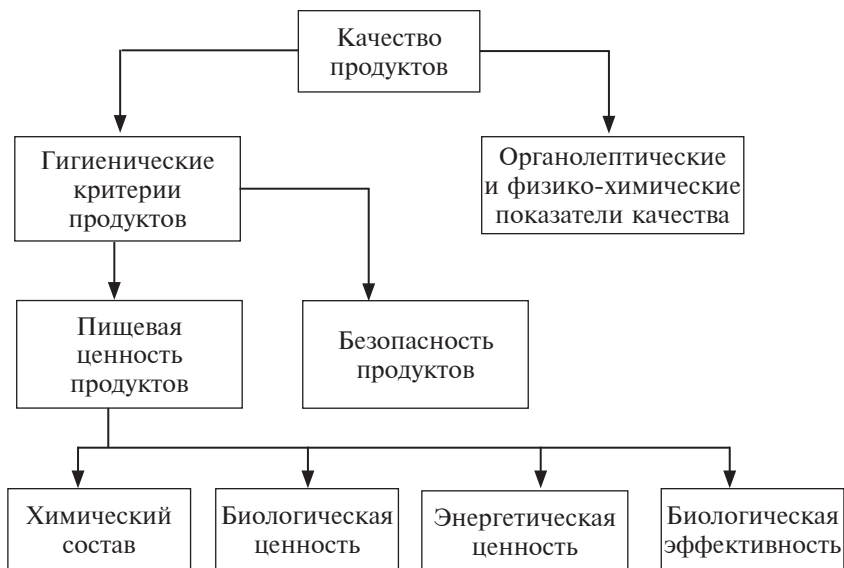 Качество
продуктов
Гигиенические
критерии
продуктов
Органолептические
и физико-химические
показатели качества
Пищевая
ценность
продуктов
Безопасность
продуктов
Химический
состав
Биологическая
ценность
Энергетическая
ценность
Биологическая
эффективность